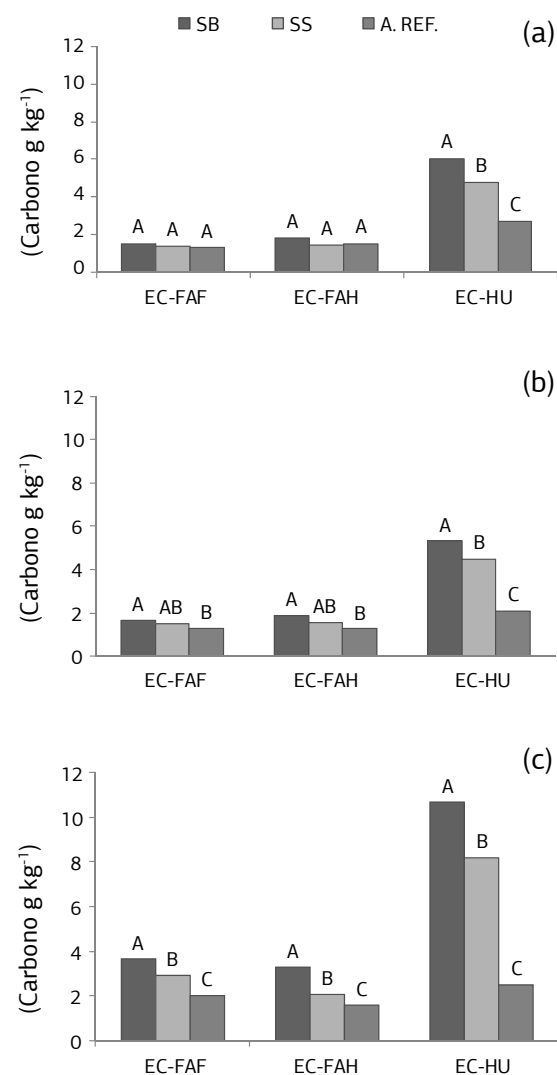 SB SS A. REF.
(a)
(Carbono g kg⁻¹)
12
10
8
6
4
2
0
A A A
A A A
A B C
EC-FAF EC-FAH EC-HU
(b)
(Carbono g kg⁻¹)
12
10
8
6
4
2
0
A AB B
A AB B
A B C
EC-FAF EC-FAH EC-HU
(c)
(Carbono g kg⁻¹)
12
10
8
6
4
2
0
A B C
A B C
A B C
EC-FAF EC-FAH EC-HU